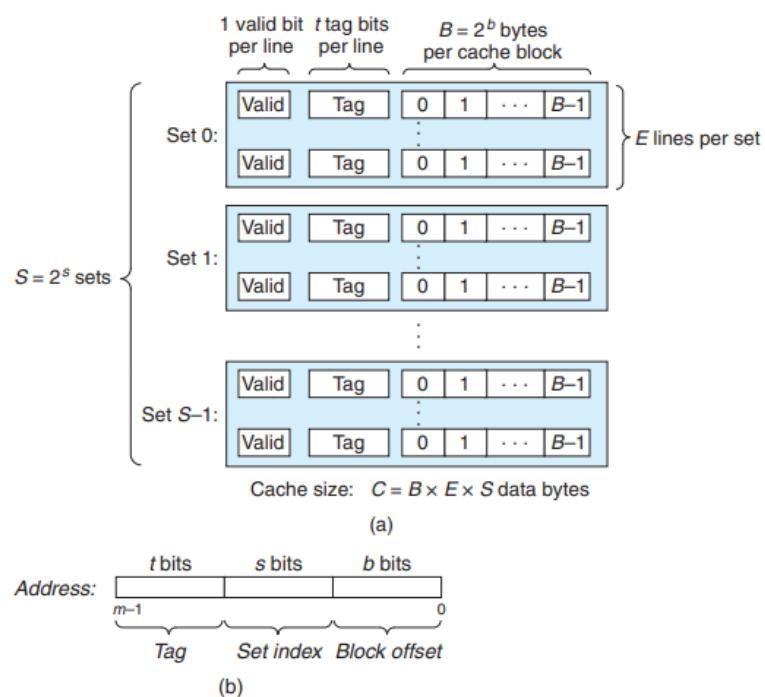 1 valid bit per line
t tag bits per line
B = 2^b bytes per cache block
Valid Tag 0 1 · · · B–1
Set 0:
E lines per set
Valid Tag 0 1 · · · B–1
Valid Tag 0 1 · · · B–1
Set 1:
Valid Tag 0 1 · · · B–1
S = 2^s sets
Valid Tag 0 1 · · · B–1
Set S–1:
Valid Tag 0 1 · · · B–1
Cache size: C = B × E × S data bytes
(a)
t bits s bits b bits
Address:
m–1 0
Tag Set index Block offset
(b)